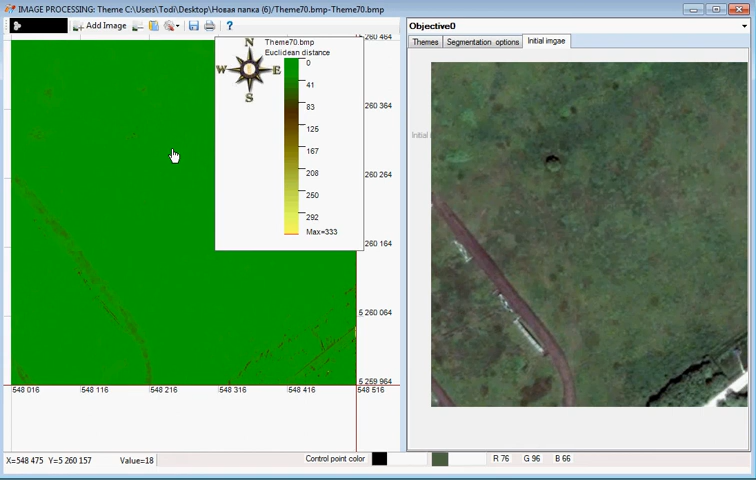 IMAGE PROCESSING: Theme C:\Users\Todi\Desktop\Новая папка (6)/Theme70.bmp-Theme70.bmp
Add Image
?
Theme70.bmp
Euclidean distance
N
W E
S
0
41
83
125
167
208
250
292
Max=333
260 464
260 364
260 264
260 164
5 260 064
5 259 964
548 016
548 116
548 216
548 316
548 416
548 516
Objective0
Themes
Segmentation options
Initial imgae
Initial i
X=548 475 Y=5 260 157 Value=18
Control point color
R 76 G 96 B 66